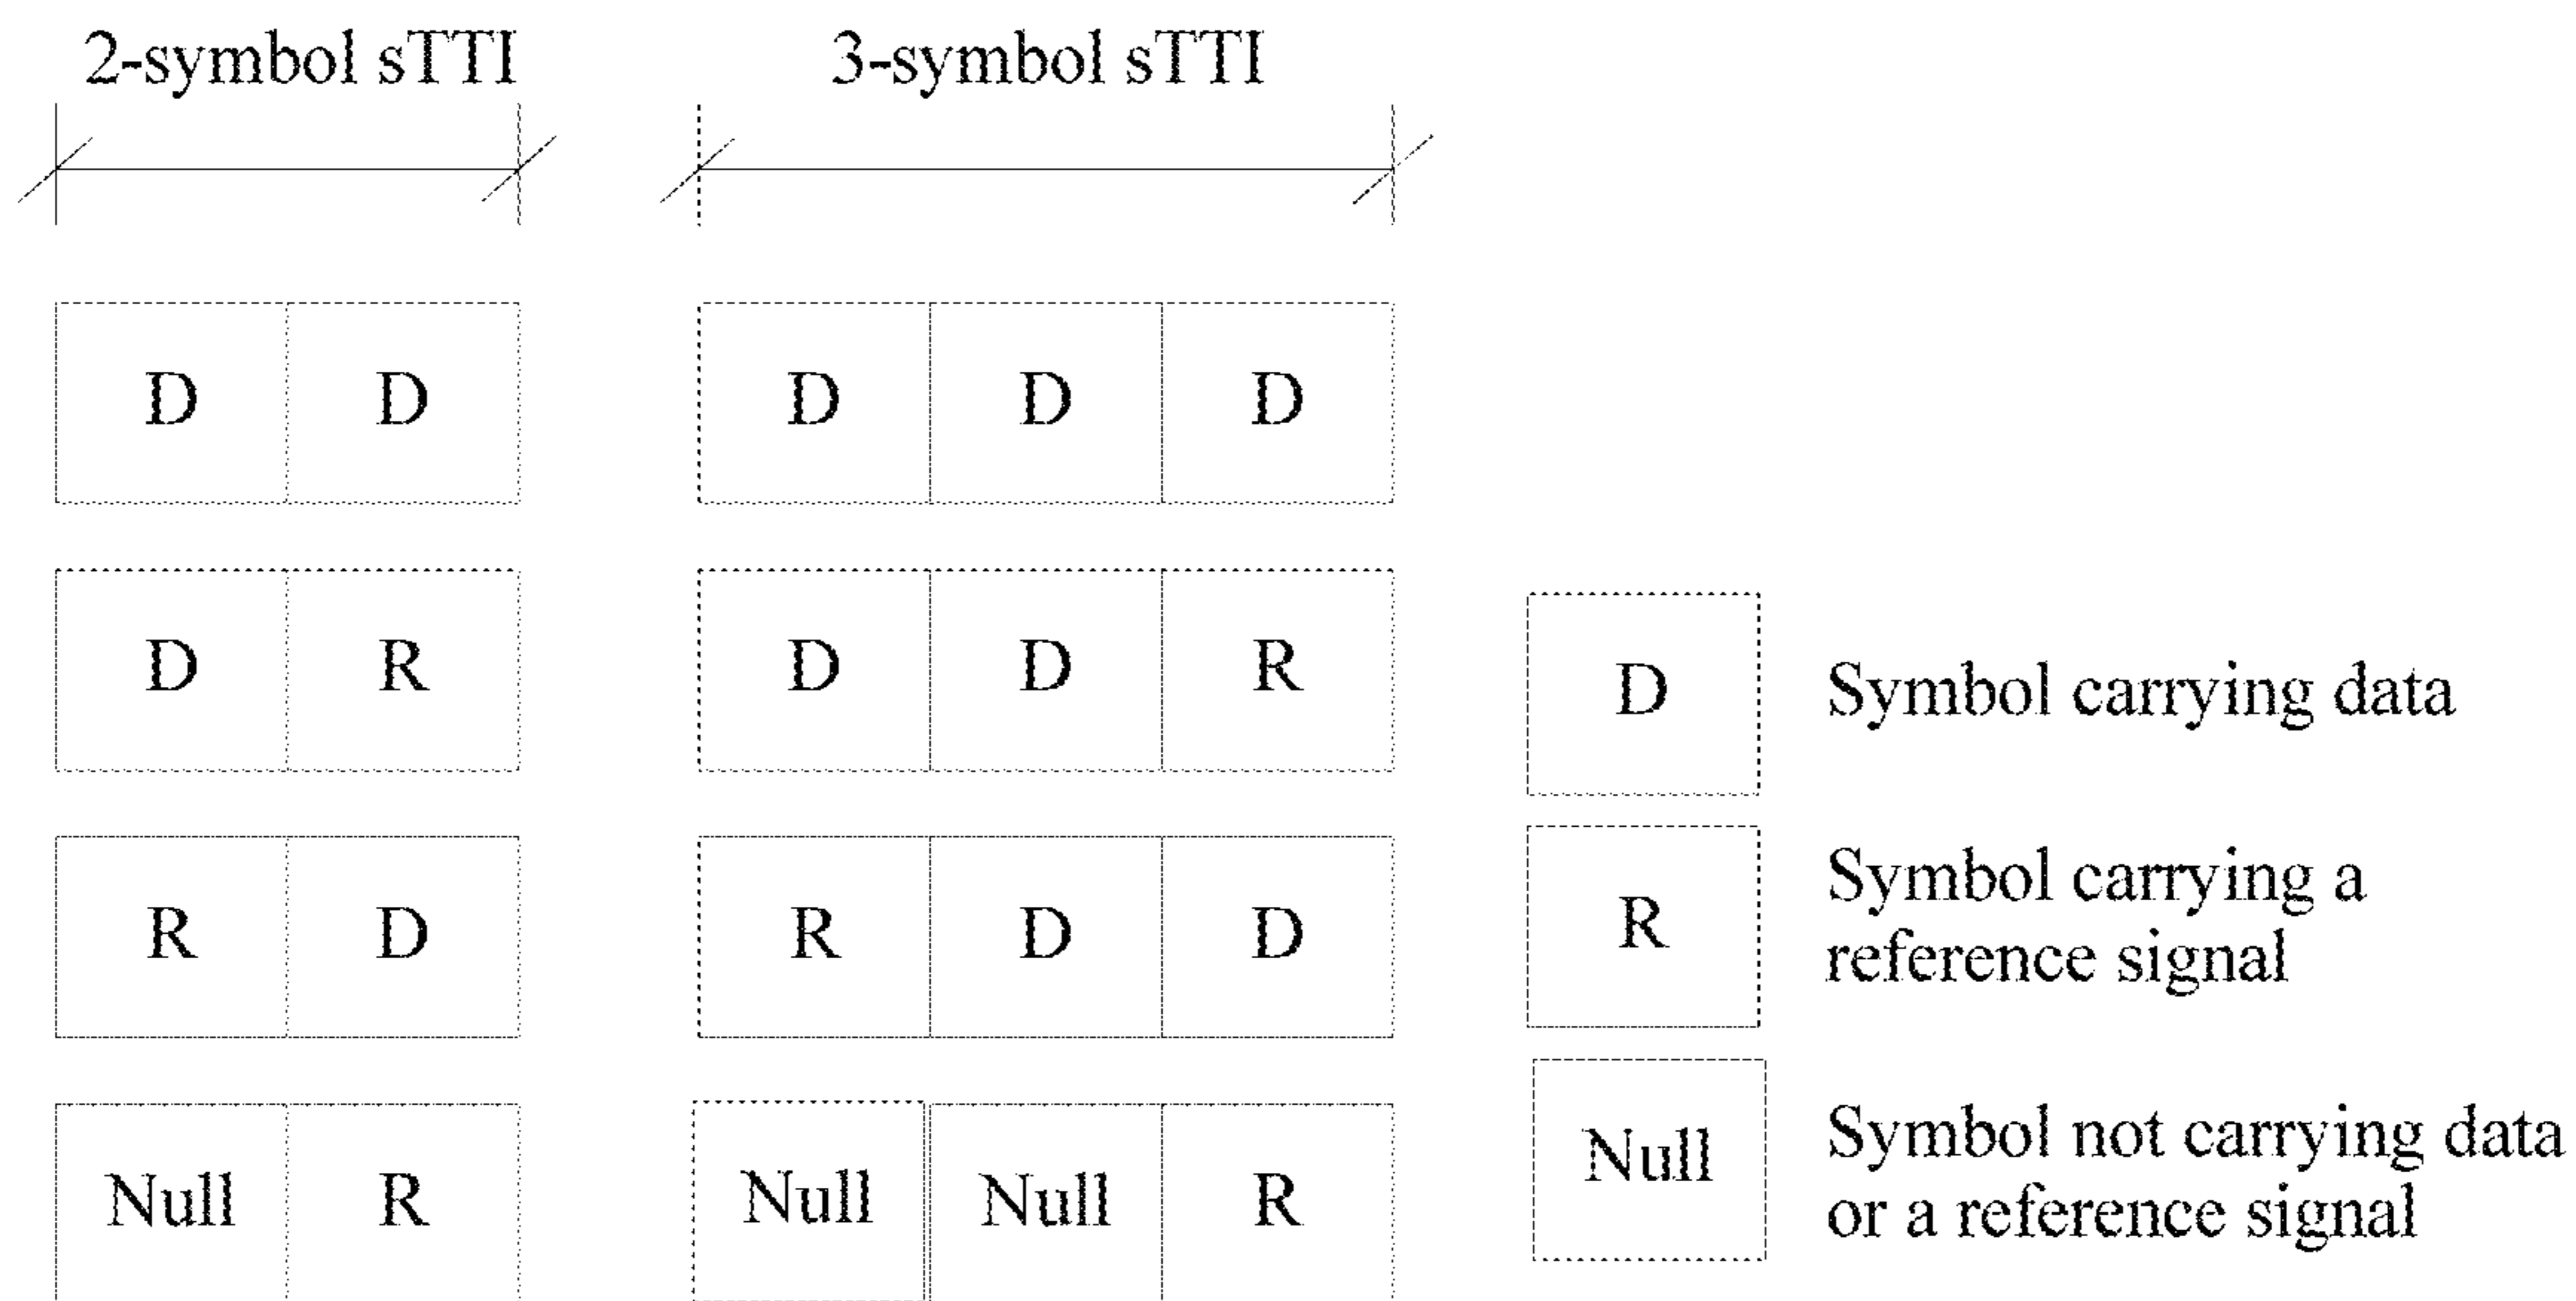 2-symbol sTTI 3-symbol sTTI
D D D D D
D R D D R
R D R D D
Null R Null Null R
D Symbol carrying data
R Symbol carrying a
reference signal
Null Symbol not carrying data
or a reference signal